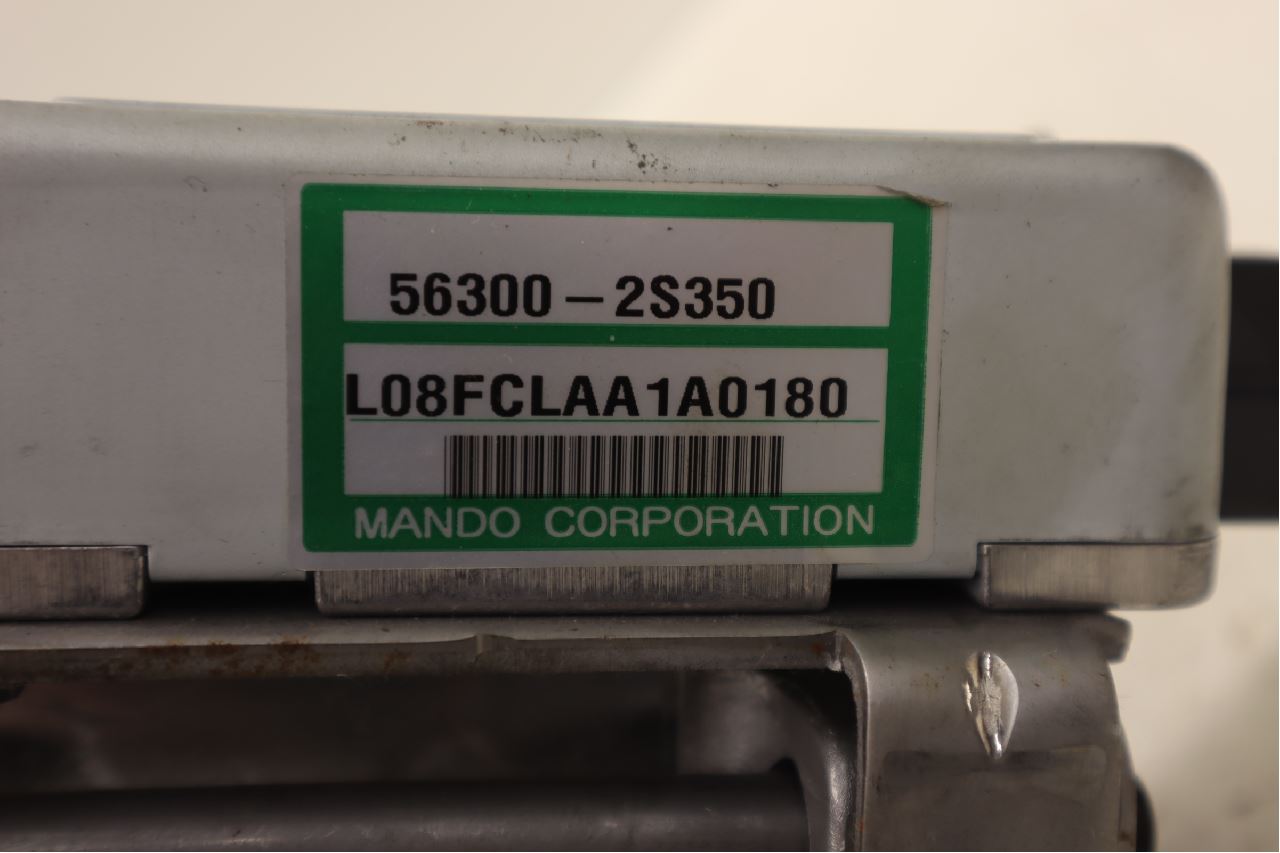 56300-2S350
L08FCLAA1A0180
MANDO CORPORATION